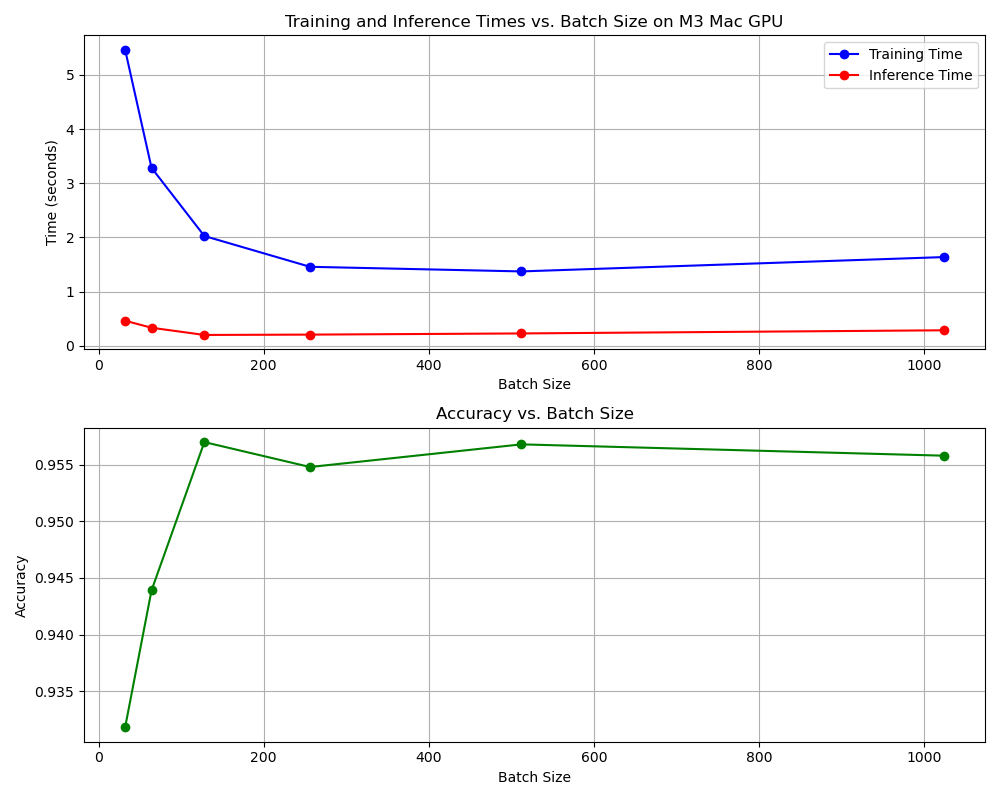 Training and Inference Times vs. Batch Size on M3 Mac GPU
Training Time
Inference Time
Time (seconds)
5
4
3
2
1
0
0 200 400 600 800 1000
Batch Size
Accuracy vs. Batch Size
Accuracy
0.955
0.950
0.945
0.940
0.935
0 200 400 600 800 1000
Batch Size